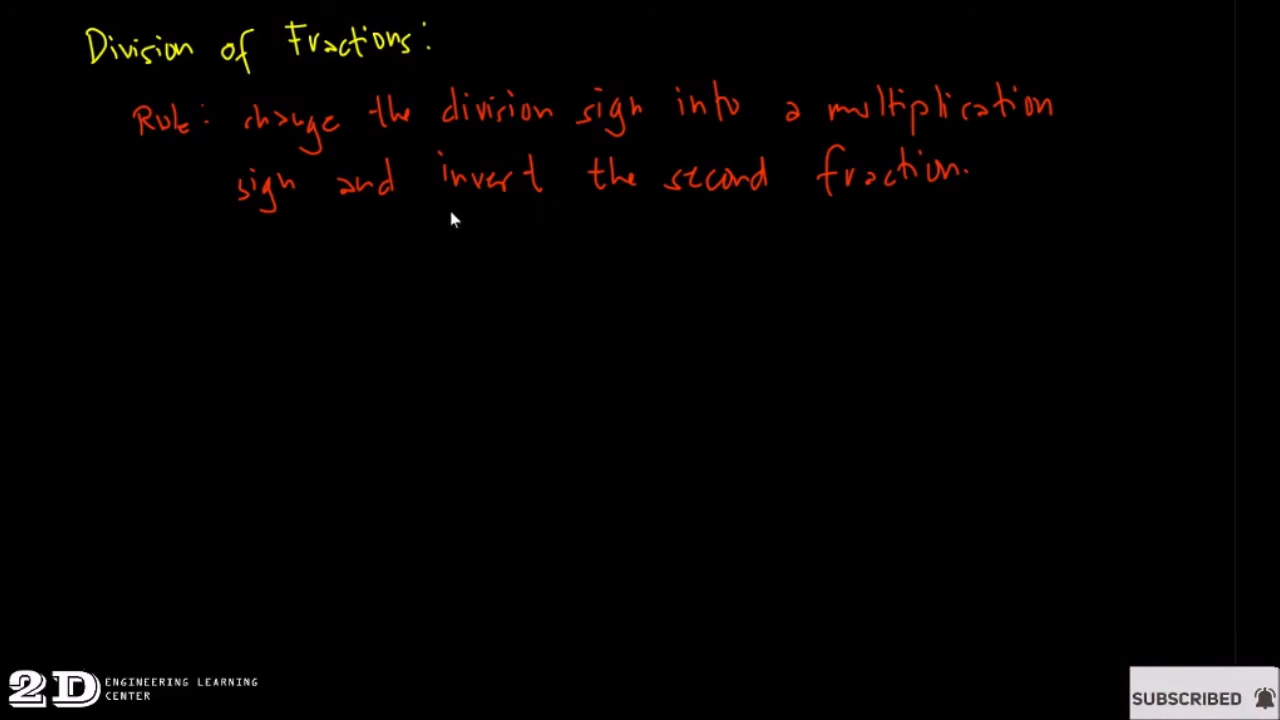 Division of Fractions:
Rule: change the division sign into a multiplication
sign and invert the second fraction.
2D ENGINEERING LEARNING
CENTER
SUBSCRIBED